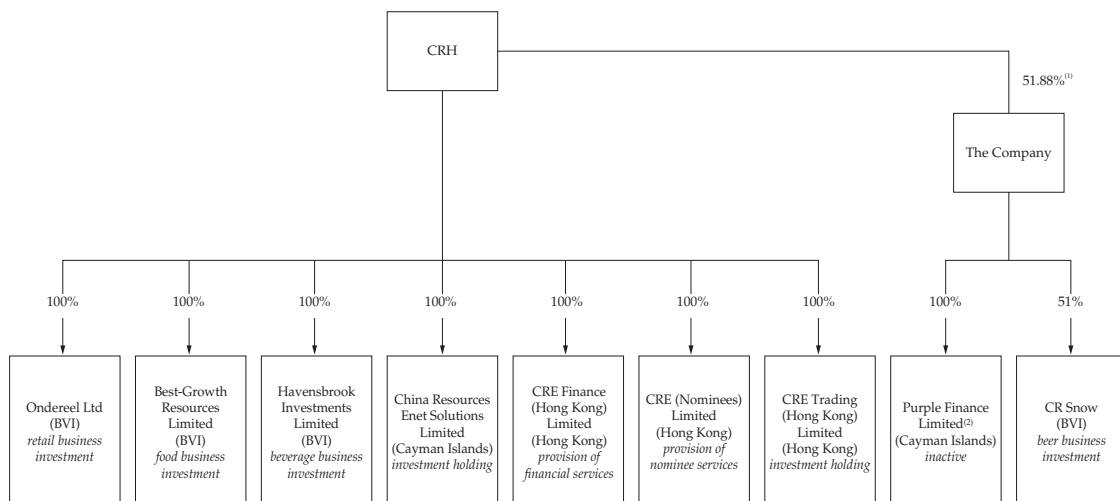 CRH
51.88%(1)
The Company
100%
100%
100%
100%
100%
100%
100%
100%
51%
Ondereel Ltd
(BVI)
retail business
investment
Best-Growth
Resources
Limited
(BVI)
food business
investment
Havensbrook
Investments
Limited
(BVI)
beverage business
investment
China Resources
Enet Solutions
Limited
(Cayman Islands)
investment holding
CRE Finance
(Hong Kong)
Limited
(Hong Kong)
provision of
financial services
CRE (Nominees)
Limited
(Hong Kong)
provision of
nominee services
CRE Trading
(Hong Kong)
Limited
(Hong Kong)
investment holding
Purple Finance
Limited(2)
(Cayman Islands)
inactive
CR Snow
(BVI)
beer business
investment